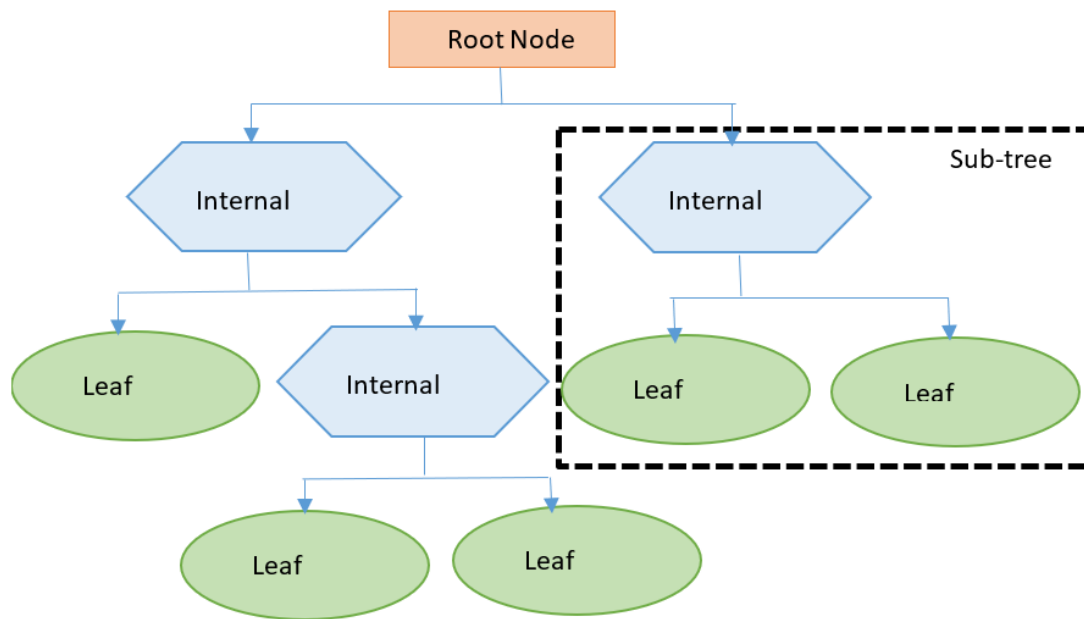 Root Node
Sub-tree
Internal
Internal
Leaf
Internal
Leaf
Leaf
Leaf
Leaf